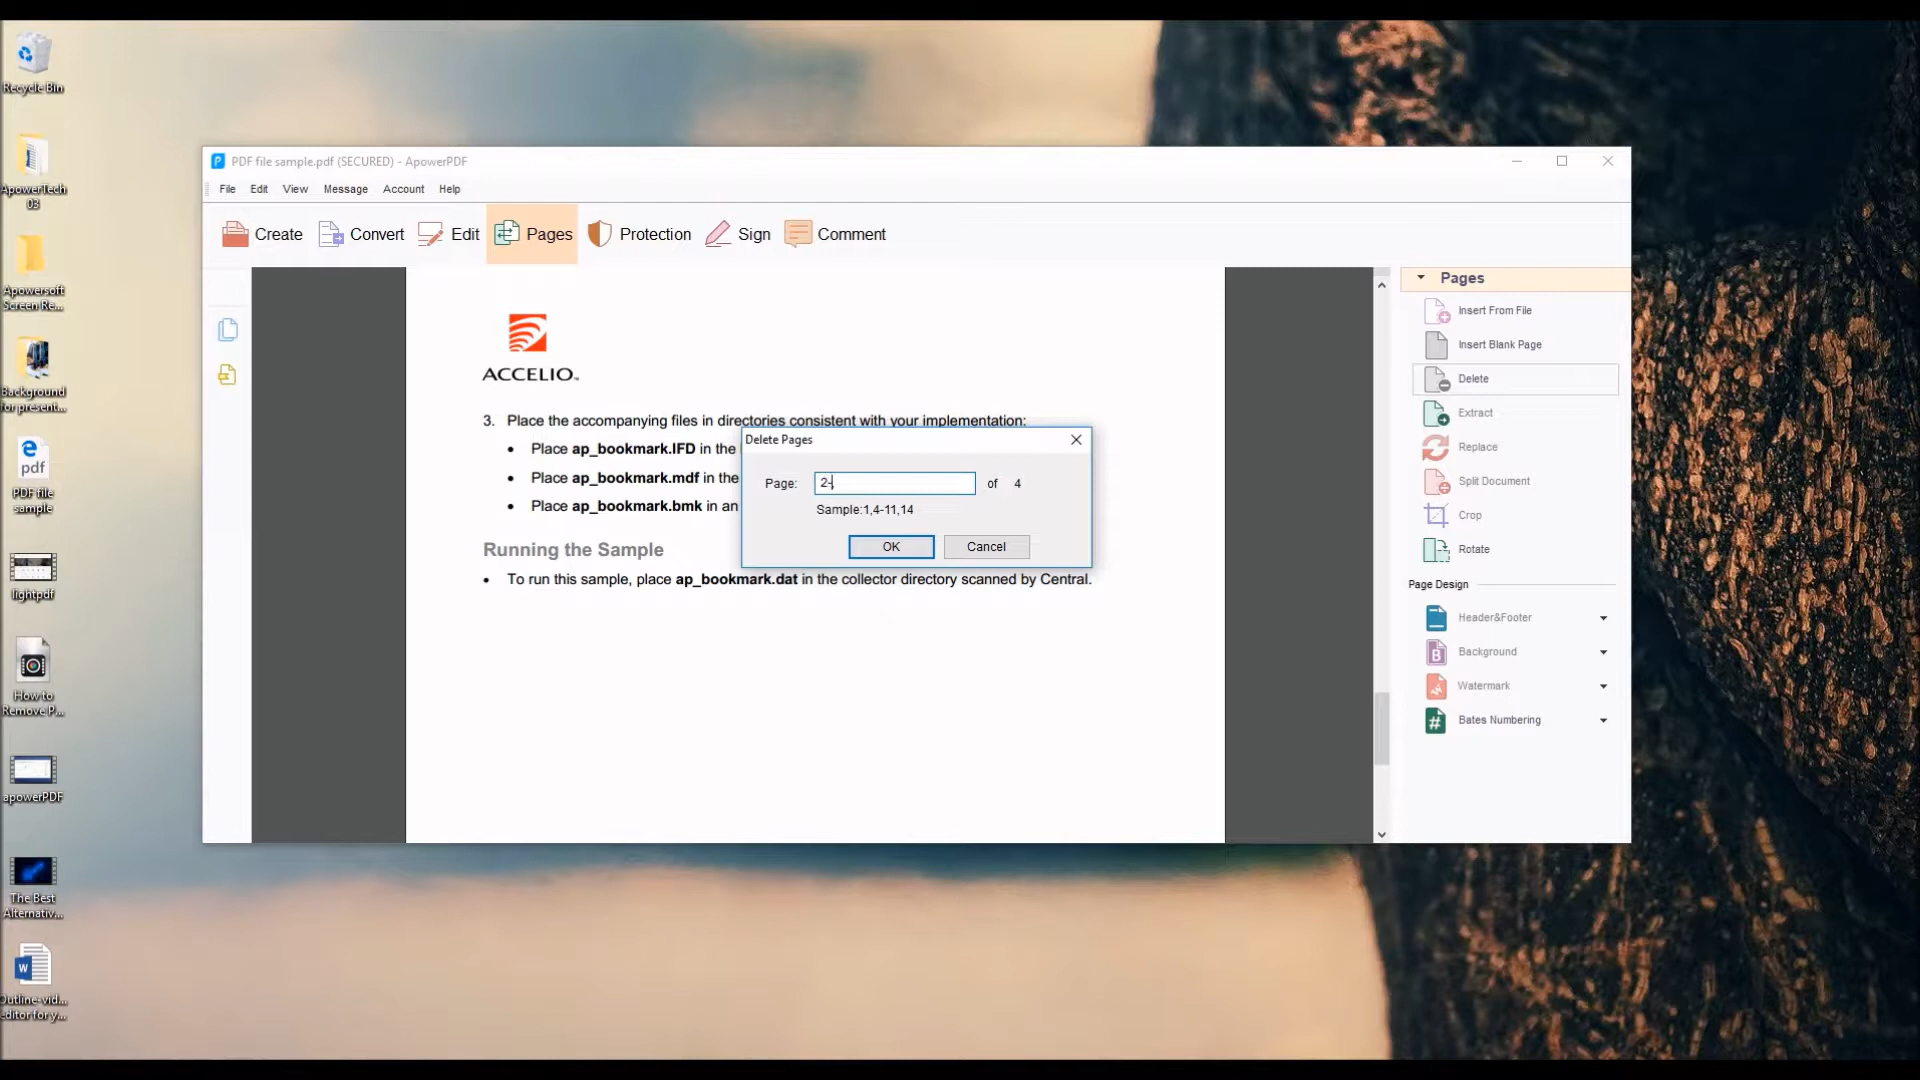 Recycle Bin
ApowerTech
03
Apowersoft
Screen Re...
Background
for present...
pdf
PDF file
sample
lightpdf
How to
Remove P...
apowerPDF
The Best
Alternativ...
W
Outline-vid...
editor for y...
PDF file sample.pdf (SECURED) - ApowerPDF
File Edit View Message Account Help
Create Convert Edit Pages Protection Sign Comment
ACCELIO™
3. Place the accompanying files in directories consistent with your implementation:
• Place ap_bookmark.IFD in the
• Place ap_bookmark.mdf in the
• Place ap_bookmark.bmk in an
Running the Sample
• To run this sample, place ap_bookmark.dat in the collector directory scanned by Central.
Delete Pages
Page: 2- of 4
Sample:1,4-11,14
OK Cancel
Pages
Insert From File
Insert Blank Page
Delete
Extract
Replace
Split Document
Crop
Rotate
Page Design
Header&Footer
Background
Watermark
Bates Numbering